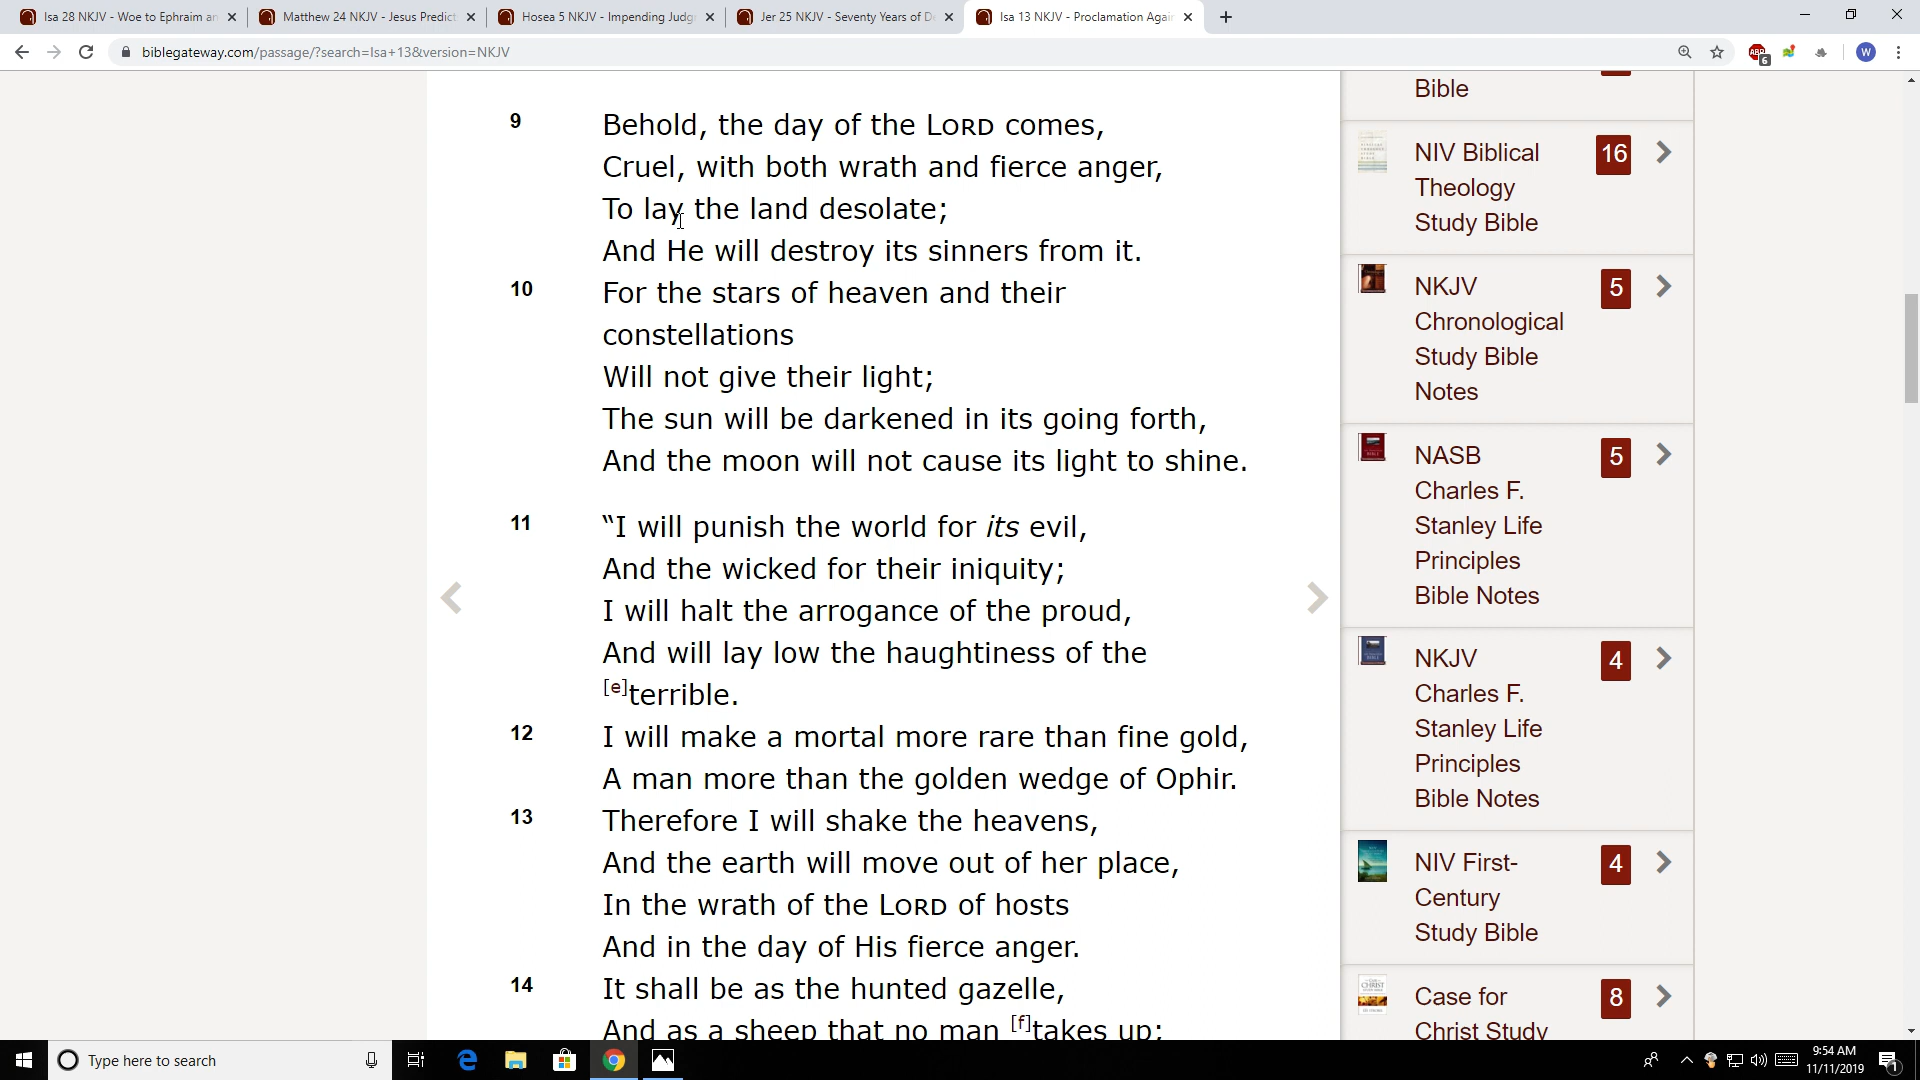 Isa 28 NKJV - Woe to Ephraim an
Matthew 24 NKJV - Jesus Predict
Hosea 5 NKJV - Impending Judg
Jer 25 NKJV - Seventy Years of De
Isa 13 NKJV - Proclamation Again
biblegateway.com/passage/?search=Isa+13&version=NKJV
ABP
6
W
9 Behold, the day of the LORD comes,
Cruel, with both wrath and fierce anger,
To lay the land desolate;
And He will destroy its sinners from it.
10 For the stars of heaven and their
constellations
Will not give their light;
The sun will be darkened in its going forth,
And the moon will not cause its light to shine.
11 “I will punish the world for its evil,
And the wicked for their iniquity;
I will halt the arrogance of the proud,
And will lay low the haughtiness of the
[e]terrible.
12 I will make a mortal more rare than fine gold,
A man more than the golden wedge of Ophir.
13 Therefore I will shake the heavens,
And the earth will move out of her place,
In the wrath of the LORD of hosts
And in the day of His fierce anger.
14 It shall be as the hunted gazelle,
And as a sheep that no man [f]takes up;
Bible
NIV Biblical 16
Theology
Study Bible
NKJV 5
Chronological
Study Bible
Notes
NASB 5
Charles F.
Stanley Life
Principles
Bible Notes
NKJV 4
Charles F.
Stanley Life
Principles
Bible Notes
NIV First- 4
Century
Study Bible
Case for 8
Christ Study
Type here to search
9:54 AM
11/11/2019
1